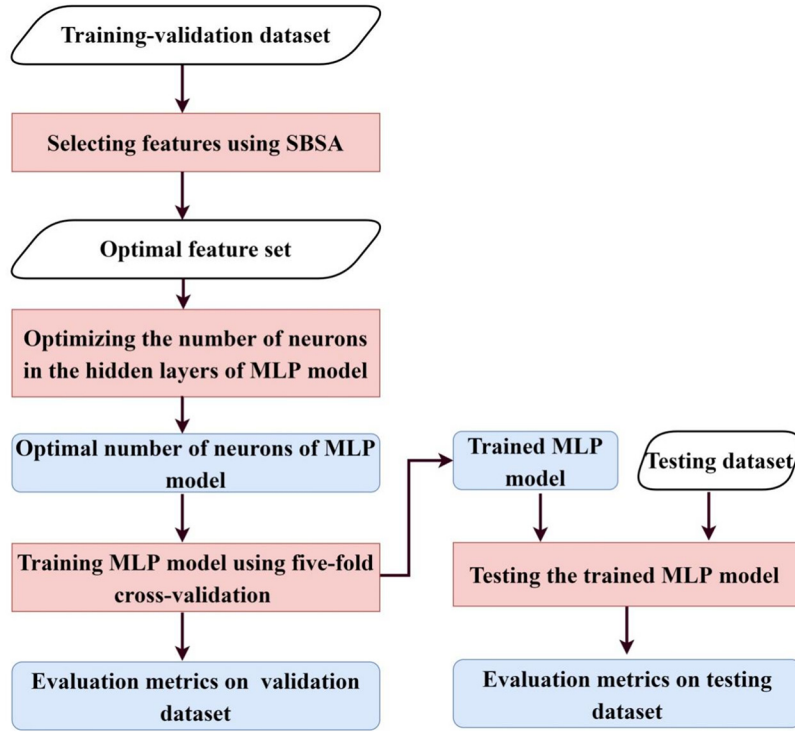 Training-validation dataset
Selecting features using SBSA
Optimal feature set
Optimizing the number of neurons
in the hidden layers of MLP model
Optimal number of neurons of MLP
model
Training MLP model using five-fold
cross-validation
Evaluation metrics on validation
dataset
Trained MLP
model
Testing dataset
Testing the trained MLP model
Evaluation metrics on testing
dataset